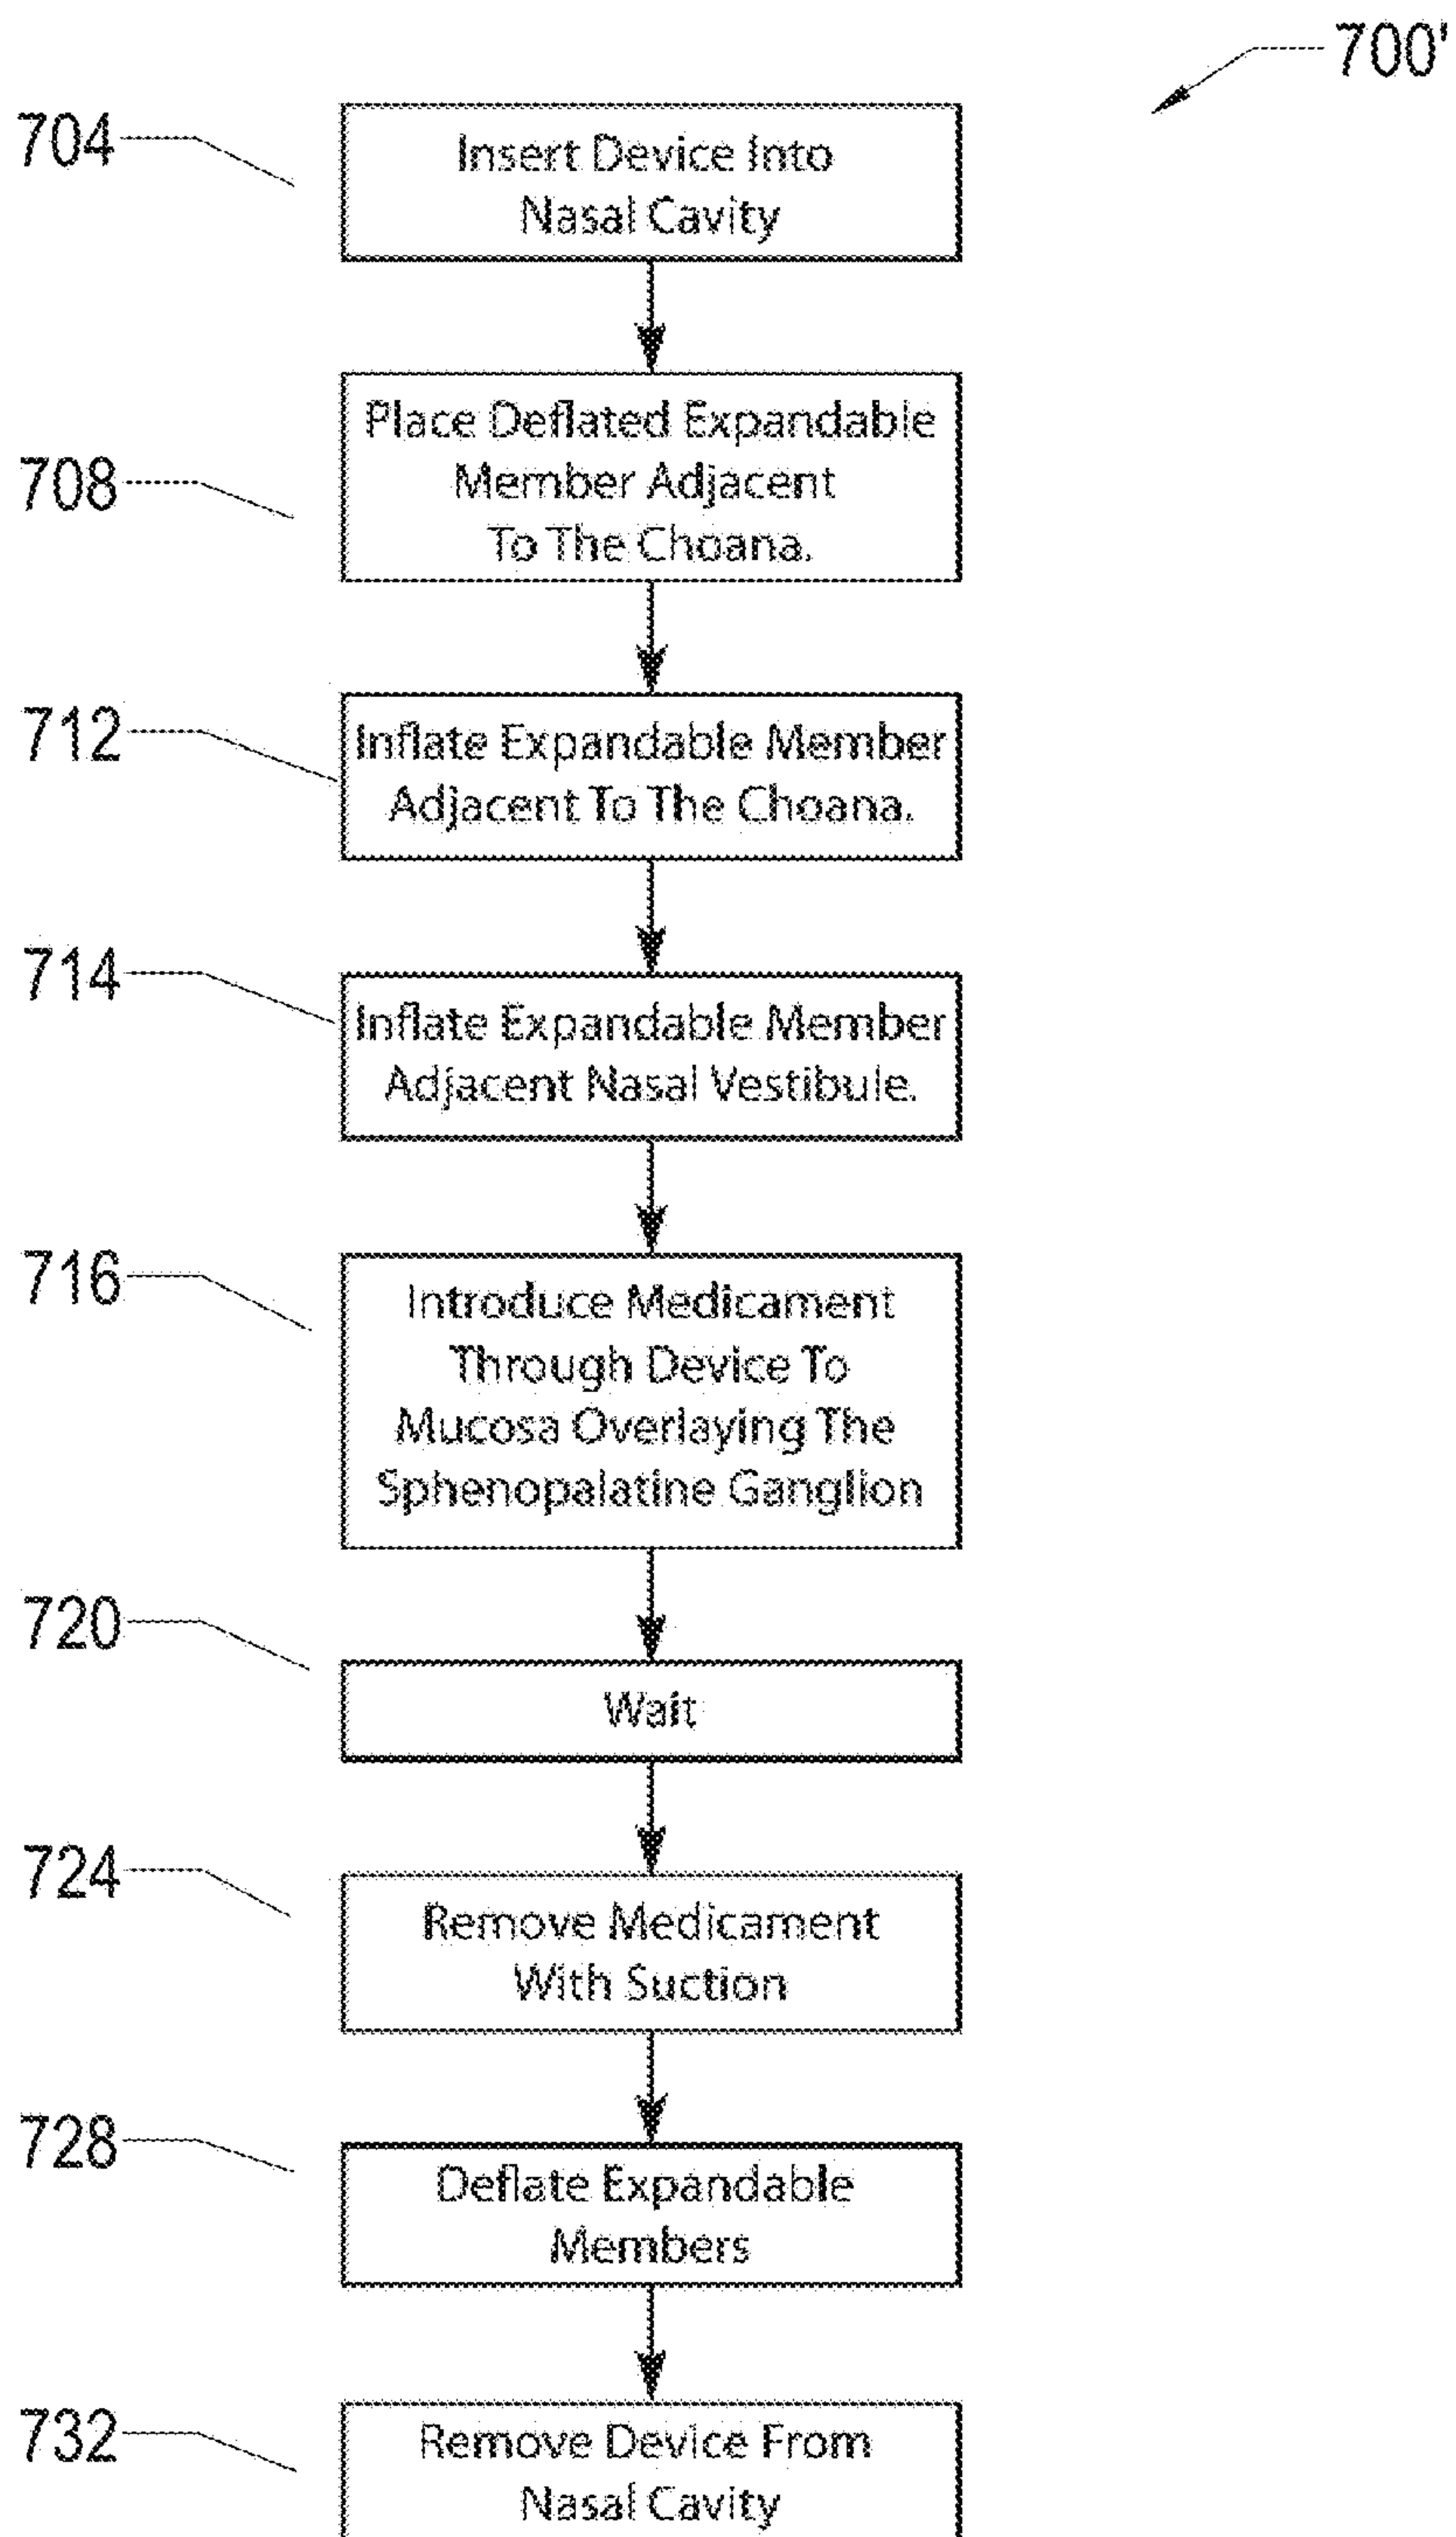 700'
704
Insert Device Into
Nasal Cavity
708
Place Deflated Expandable
Member Adjacent
To The Choana.
712
Inflate Expandable Member
Adjacent To The Choana.
714
Inflate Expandable Member
Adjacent Nasal Vestibule.
716
Introduce Medicament
Through Device To
Mucosa Overlaying The
Sphenopalatine Ganglion
720
Wait
724
Remove Medicament
With Suction
728
Deflate Expandable
Members
732
Remove Device From
Nasal Cavity